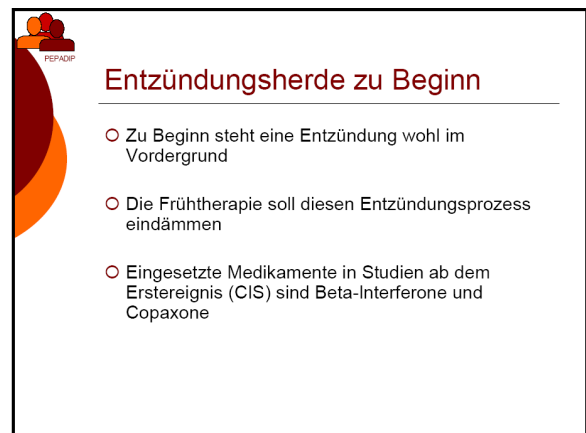 PEPADIP
Entzündungsherde zu Beginn
Zu Beginn steht eine Entzündung wohl im
Vordergrund
Die Frühtherapie soll diesen Entzündungsprozess
eindämmen
Eingesetzte Medikamente in Studien ab dem
Erstereignis (CIS) sind Beta-Interferone und
Copaxone